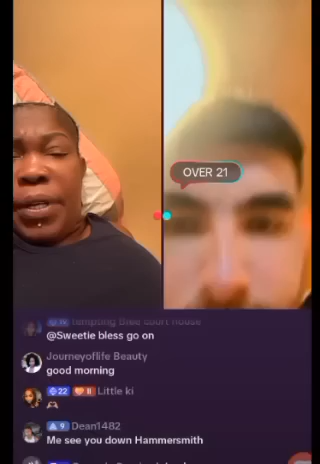 OVER 21
@Sweetie bless go on
Journeyoflife Beauty
good morning
22 II Little ki
9 Dean1482
Me see you down Hammersmith